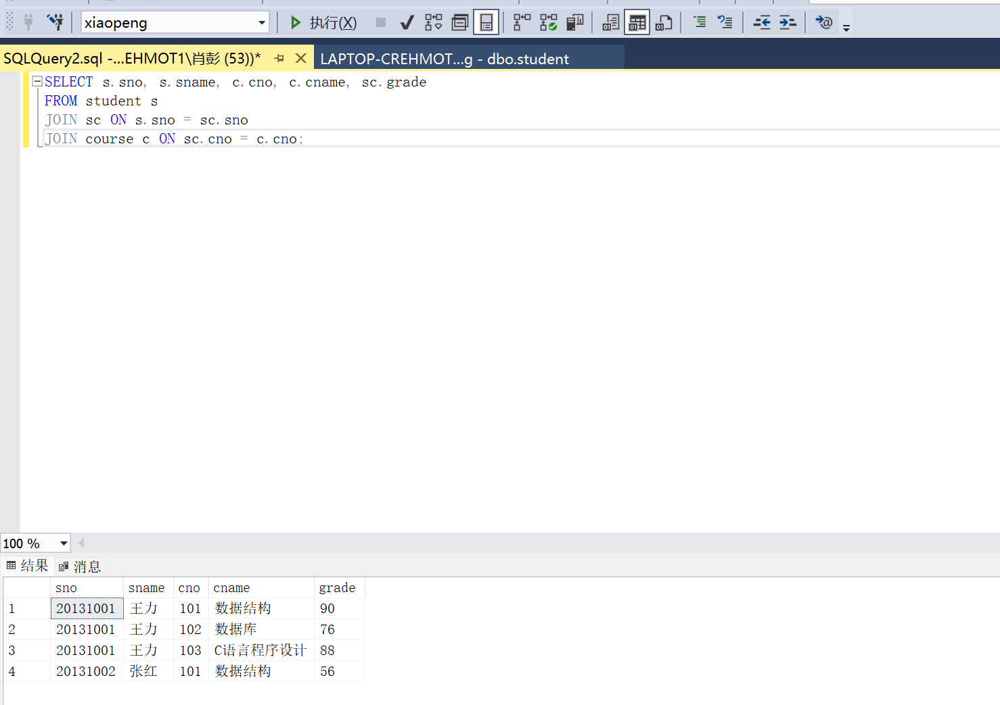 xiaopeng 执行(X)
SQLQuery2.sql -...EHMOT1\肖彭 (53))* LAPTOP-CREHMOT...g - dbo.student
SELECT s.sno, s.sname, c.cno, c.cname, sc.grade
FROM student s
JOIN sc ON s.sno = sc.sno
JOIN course c ON sc.cno = c.cno;
100 %
结果 消息
sno sname cno cname grade
1 20131001 王力 101 数据结构 90
2 20131001 王力 102 数据库 76
3 20131001 王力 103 C语言程序设计 88
4 20131002 张红 101 数据结构 56